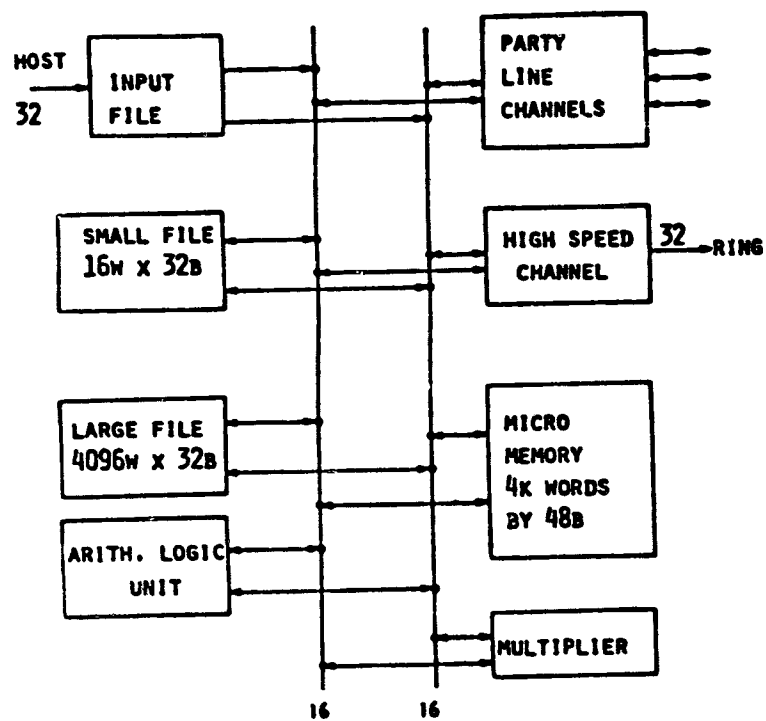 HOST
32
INPUT
FILE
PARTY
LINE
CHANNELS
SMALL FILE
16W X 32B
HIGH SPEED
CHANNEL
32
RING
LARGE FILE
4096W X 32B
MICRO
MEMORY
4K WORDS
BY 48B
ARITH. LOGIC
UNIT
MULTIPLIER
16
16